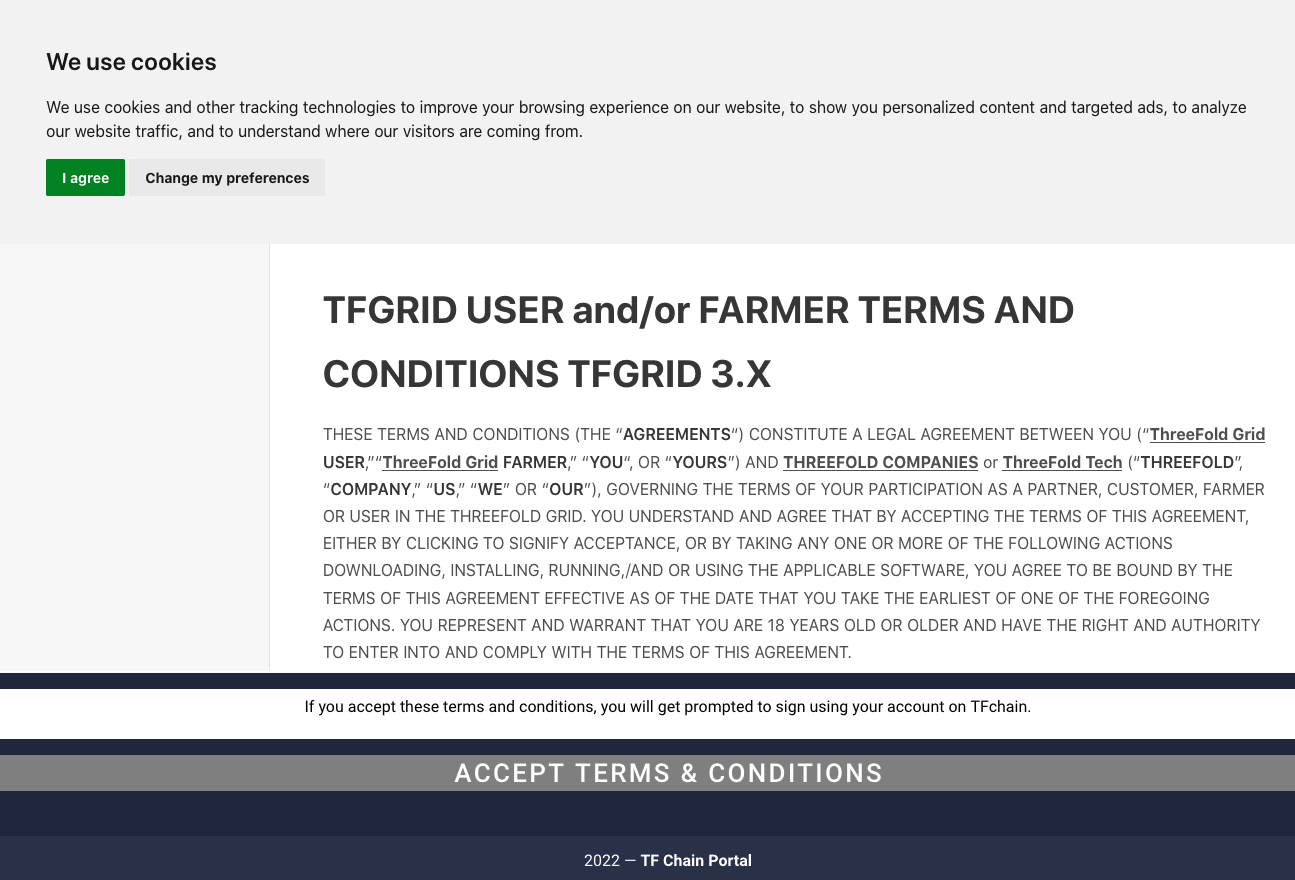 We use cookies
We use cookies and other tracking technologies to improve your browsing experience on our website, to show you personalized content and targeted ads, to analyze
our website traffic, and to understand where our visitors are coming from.
I agree
Change my preferences
TFGRID USER and/or FARMER TERMS AND
CONDITIONS TFGRID 3.X
THESE TERMS AND CONDITIONS (THE “AGREEMENTS“) CONSTITUTE A LEGAL AGREEMENT BETWEEN YOU (“ThreeFold Grid
USER,”“ThreeFold Grid FARMER,” “YOU“, OR “YOURS”) AND THREEFOLD COMPANIES or ThreeFold Tech (“THREEFOLD”,
“COMPANY,” “US,” “WE” OR “OUR”), GOVERNING THE TERMS OF YOUR PARTICIPATION AS A PARTNER, CUSTOMER, FARMER
OR USER IN THE THREEFOLD GRID. YOU UNDERSTAND AND AGREE THAT BY ACCEPTING THE TERMS OF THIS AGREEMENT,
EITHER BY CLICKING TO SIGNIFY ACCEPTANCE, OR BY TAKING ANY ONE OR MORE OF THE FOLLOWING ACTIONS
DOWNLOADING, INSTALLING, RUNNING,/AND OR USING THE APPLICABLE SOFTWARE, YOU AGREE TO BE BOUND BY THE
TERMS OF THIS AGREEMENT EFFECTIVE AS OF THE DATE THAT YOU TAKE THE EARLIEST OF ONE OF THE FOREGOING
ACTIONS. YOU REPRESENT AND WARRANT THAT YOU ARE 18 YEARS OLD OR OLDER AND HAVE THE RIGHT AND AUTHORITY
TO ENTER INTO AND COMPLY WITH THE TERMS OF THIS AGREEMENT.
If you accept these terms and conditions, you will get prompted to sign using your account on TFchain.
ACCEPT TERMS & CONDITIONS
2022 — TF Chain Portal